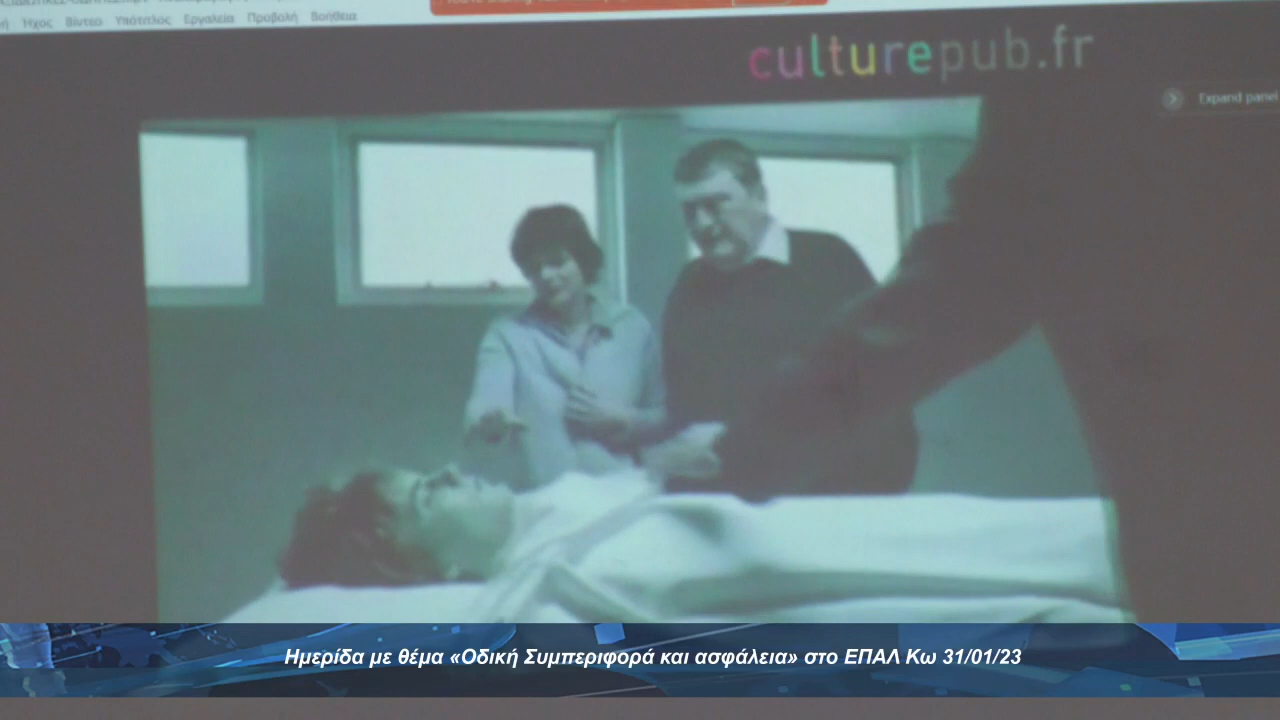 Ήχος Βίντεο Υπότιτλος Εργαλεία Προβολή Βοήθεια
culturepub.fr
Expand panel
Ημερίδα με θέμα «Οδική Συμπεριφορά και ασφάλεια» στο ΕΠΑΛ Κω 31/01/23